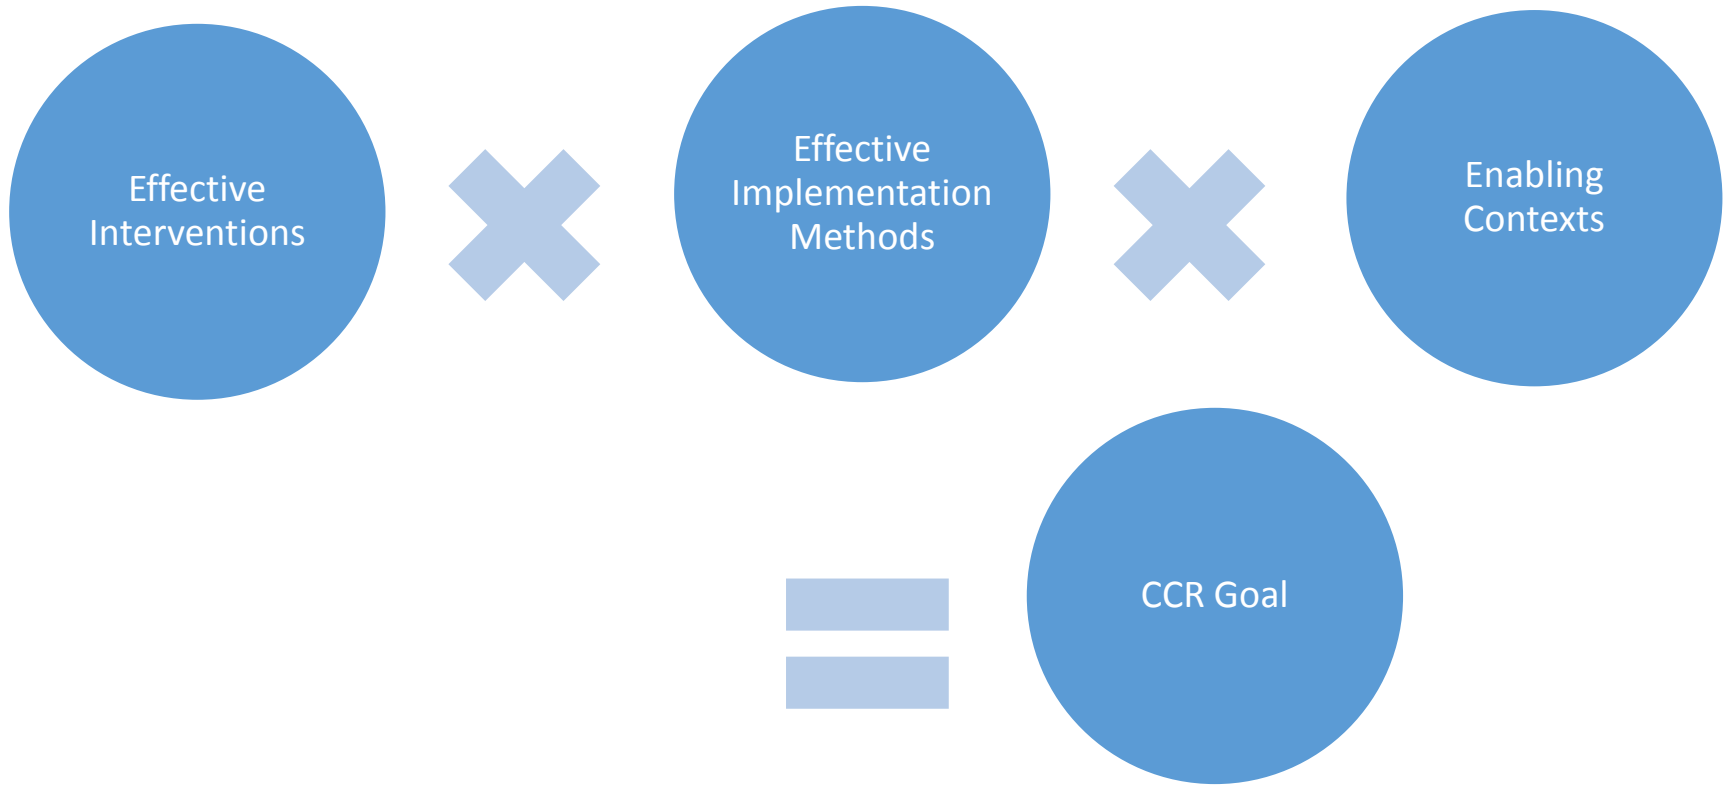 Effective
Interventions
Effective
Implementation
Methods
Enabling
Contexts
CCR Goal